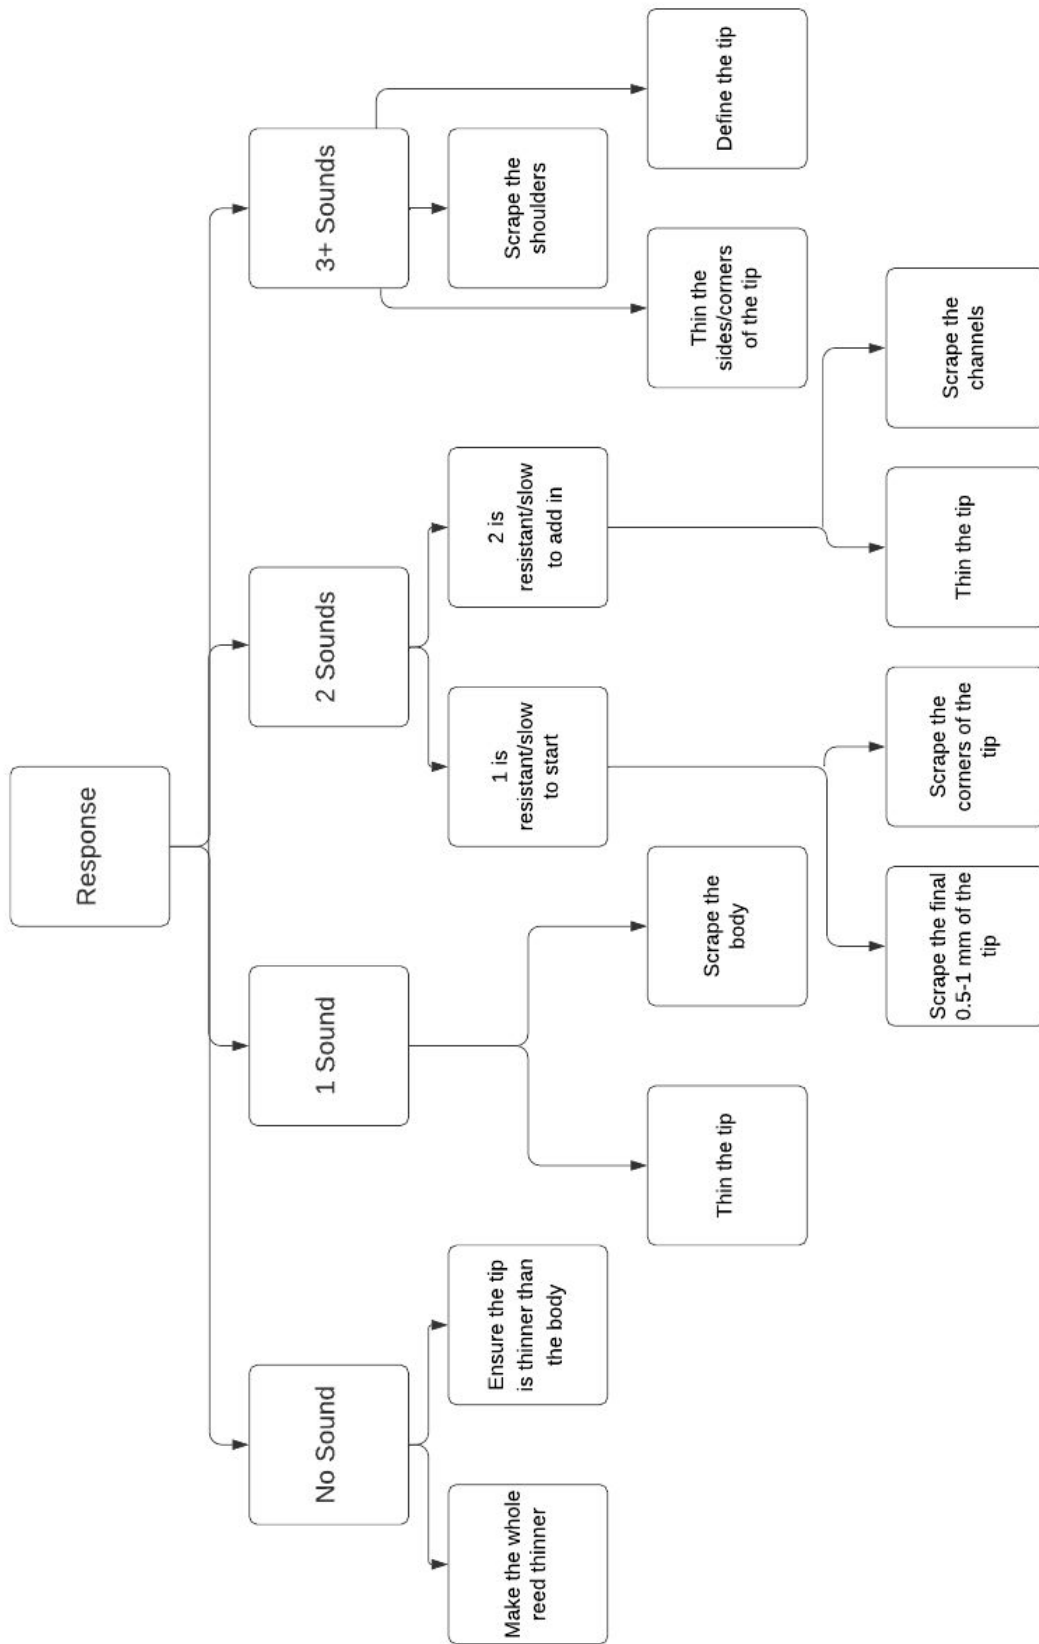 Response
No Sound
1 Sound
2 Sounds
3+ Sounds
Make the whole
reed thinner
Ensure the tip
is thinner than
the body
1 is
resistant/slow
to start
2 is
resistant/slow
to add in
Scrape the
shoulders
Thin the tip
Scrape the
body
Thin the
sides/corners
of the tip
Define the tip
Scrape the final
0.5-1 mm of the
tip
Scrape the
corners of the
tip
Thin the tip
Scrape the
channels